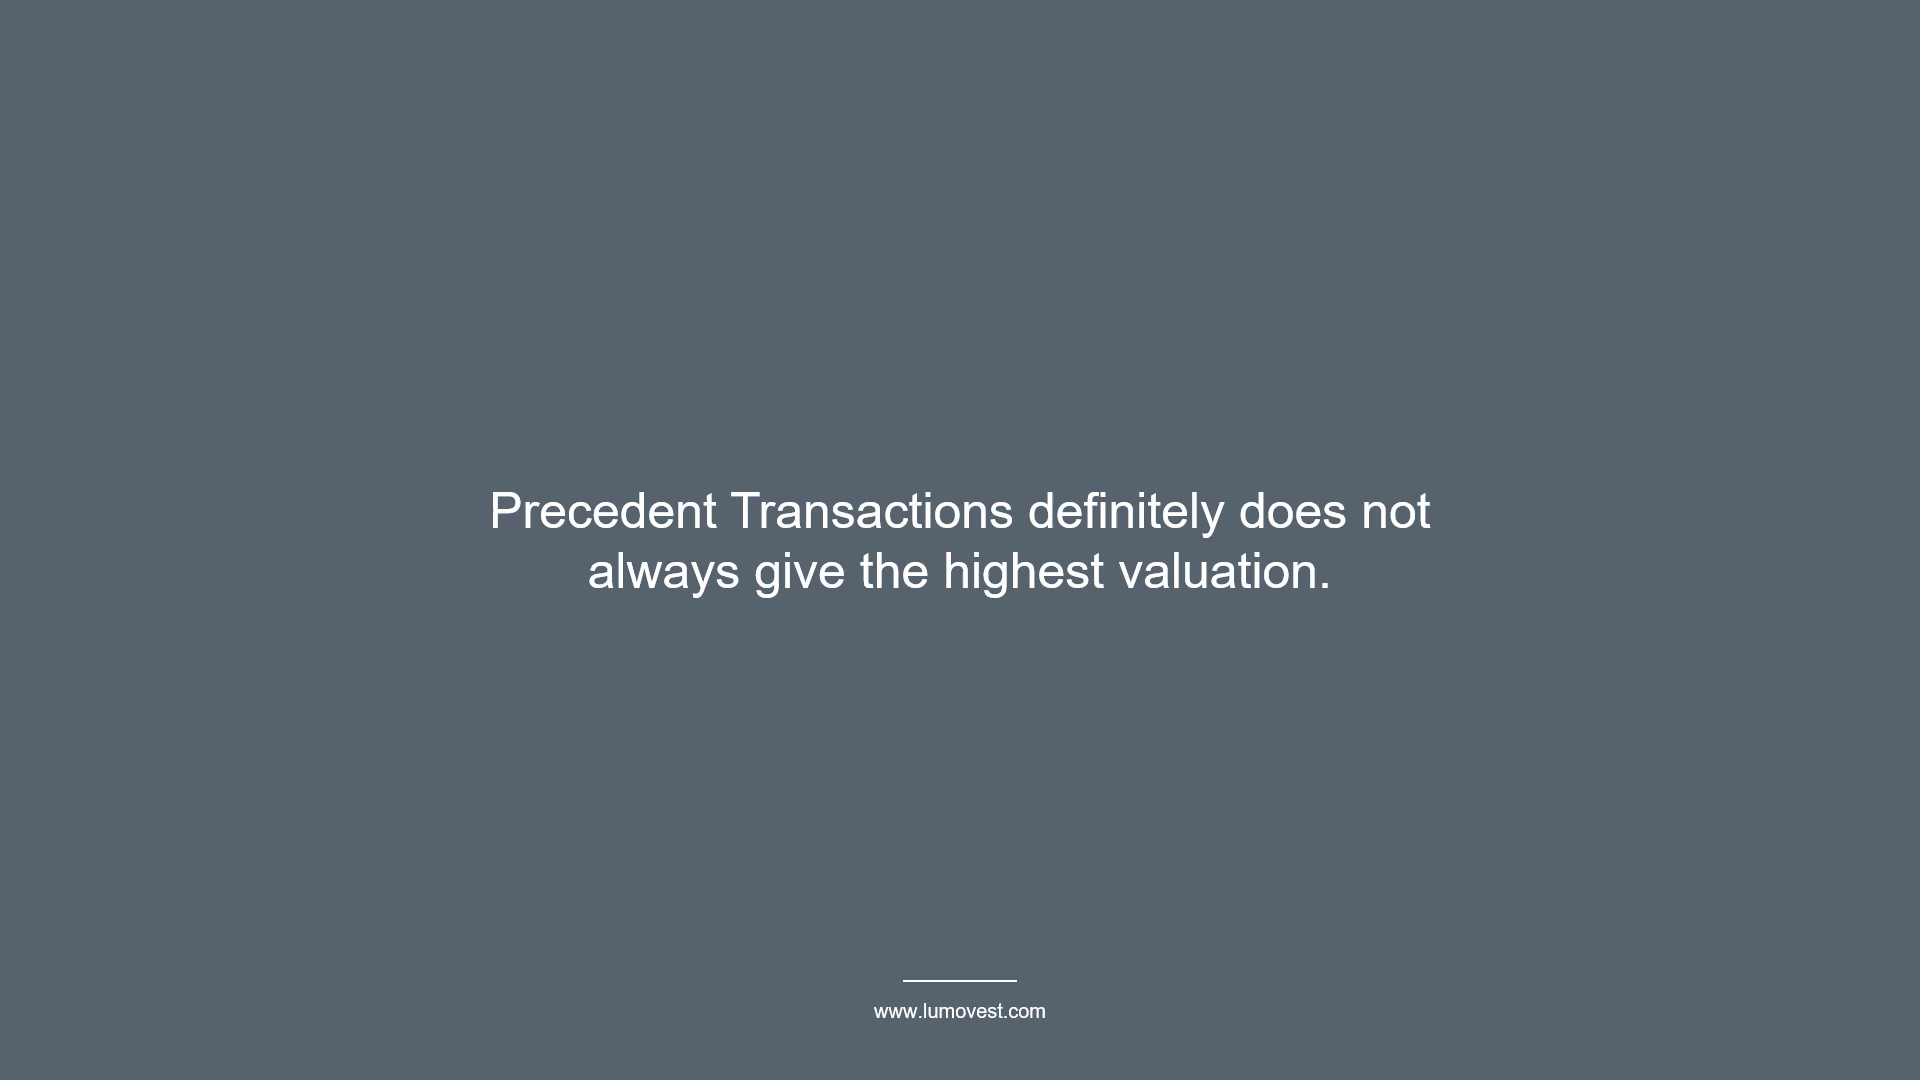 Precedent Transactions definitely does not
always give the highest valuation.
www.lumovest.com